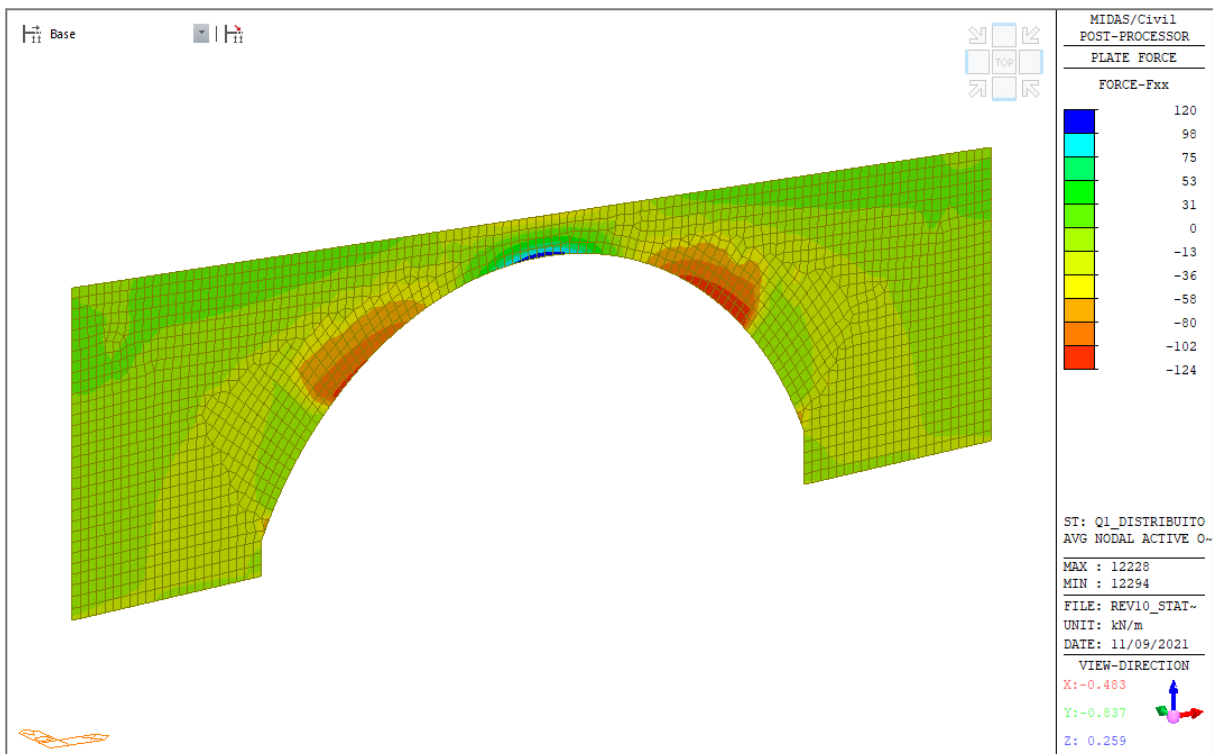 Base
TOP
MIDAS/Civil
POST-PROCESSOR
PLATE FORCE
FORCE-Fxx
120
98
75
53
31
0
-13
-36
-58
-80
-102
-124
ST: Q1_DISTRIBUITO
AVG NODAL ACTIVE O~
MAX : 12228
MIN : 12294
FILE: REV10_STAT~
UNIT: kN/m
DATE: 11/09/2021
VIEW-DIRECTION
X:-0.483
Y:-0.837
Z: 0.259